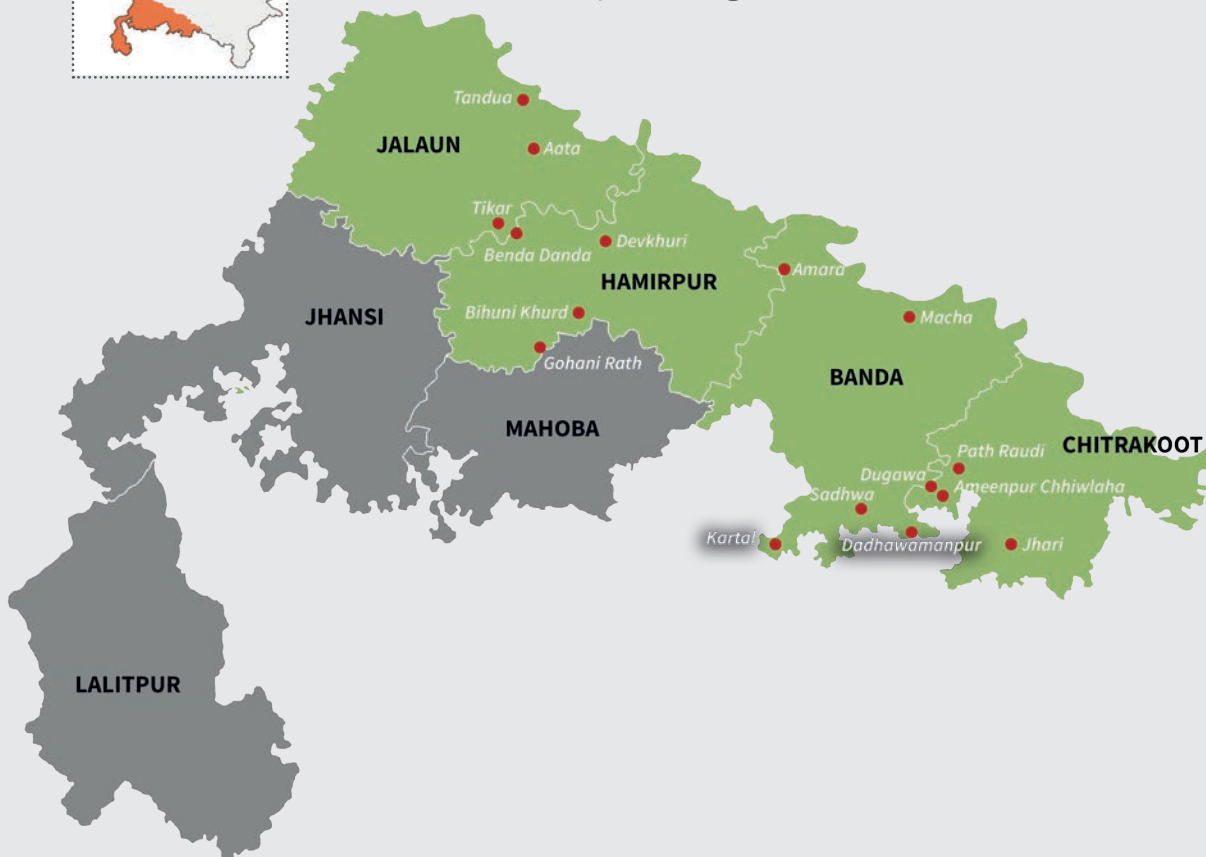 Tandua
JALAUN
Aata
Tikar
Benda Danda
Devkhuri
HAMIRPUR
Amara
Bihuni Khurd
JHANSI
Macha
Gohani Rath
BANDA
MAHOBA
CHITRAKOOT
Path Raudi
Dugawa
Ameenpur Chhiwlaha
Sadhwa
Kartal
Dadhawamanpur
Jhari
LALITPUR